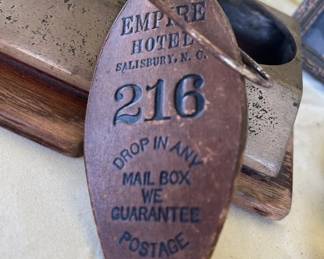 EMPIRE
HOTEL
SALISBURY, N. C.
216
DROP IN ANY
MAIL BOX
WE
GUARANTEE
POSTAGE